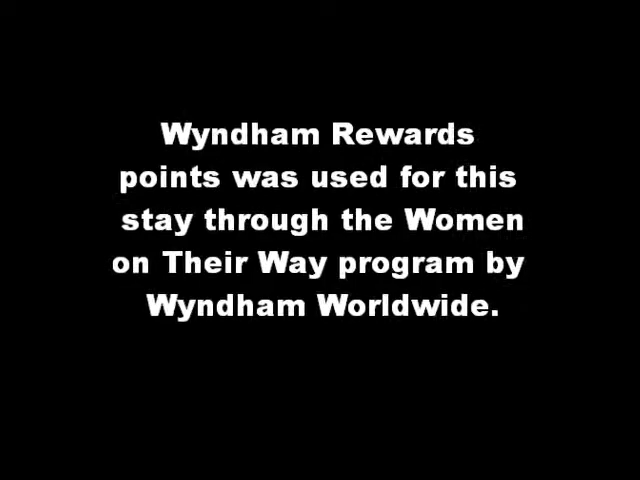 Wyndham Rewards
points was used for this
stay through the Women
on Their Way program by
Wyndham Worldwide.